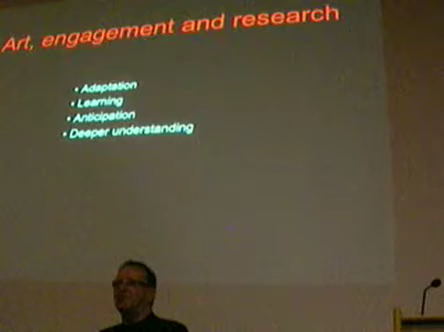 Art, engagement and research
• Adaptation
• Learning
• Anticipation
• Deeper understanding